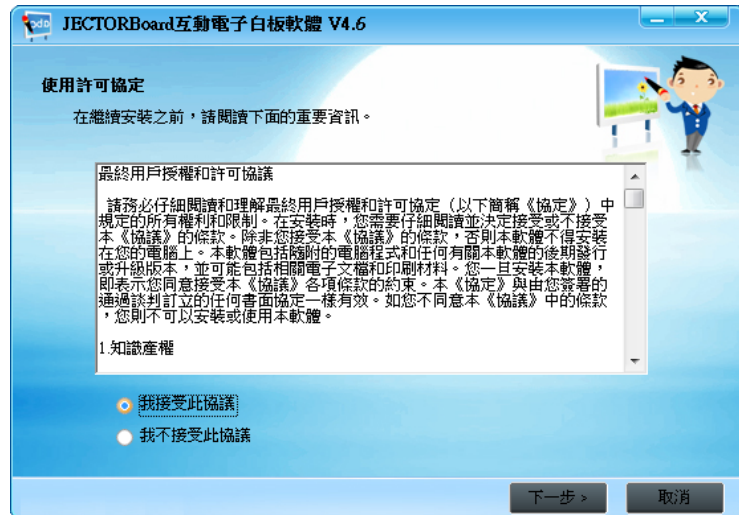 JECTORBoard互動電子白板軟體 V4.6
使用許可協定
在繼續安裝之前，請閱讀下面的重要資訊。
最終用戶授權和許可協議
請務必仔細閱讀和理解最終用戶授權和許可協定（以下簡稱《協定》）中
規定的所有權利和限制。在安裝時，您需要仔細閱讀並決定接受或不接受
本《協議》的條款。除非您接受本《協議》的條款，否則本軟體不得安裝
在您的電腦上。本軟體包括隨附的電腦程式和任何有關本軟體的後期發行
或升級版本，並可能包括相關電子文檔和印刷材料。您一旦安裝本軟體，
即表示您同意接受本《協議》各項條款的約束。本《協定》與由您簽署的
通過談判訂立的任何書面協定一樣有效。如您不同意本《協議》中的條款
，您則不可以安裝或使用本軟體。
1.知識產權
我接受此協議
我不接受此協議
下一步 >
取消